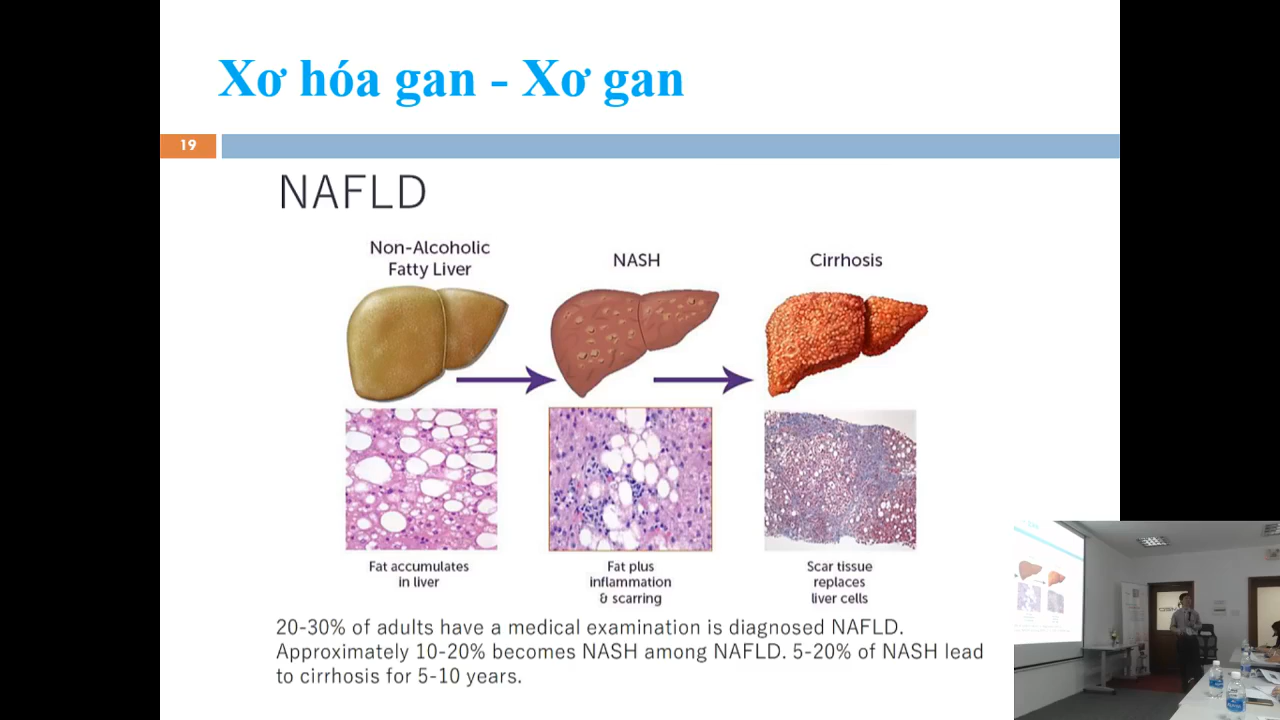 Xơ hóa gan - Xơ gan
19
NAFLD
Non-Alcoholic
Fatty Liver
NASH
Cirrhosis
Fat accumulates
in liver
Fat plus
inflammation
& scarring
Scar tissue
replaces
liver cells
20-30% of adults have a medical examination is diagnosed NAFLD.
Approximately 10-20% becomes NASH among NAFLD. 5-20% of NASH lead
to cirrhosis for 5-10 years.